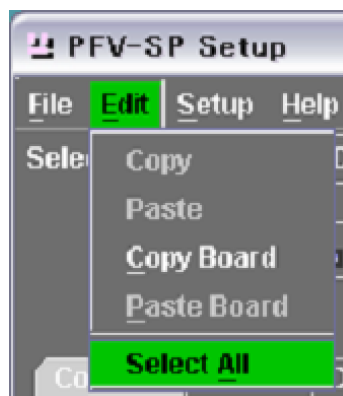 PFV-SP Setup
File Edit Setup Help
Copy
Paste
Copy Board
Paste Board
Select All